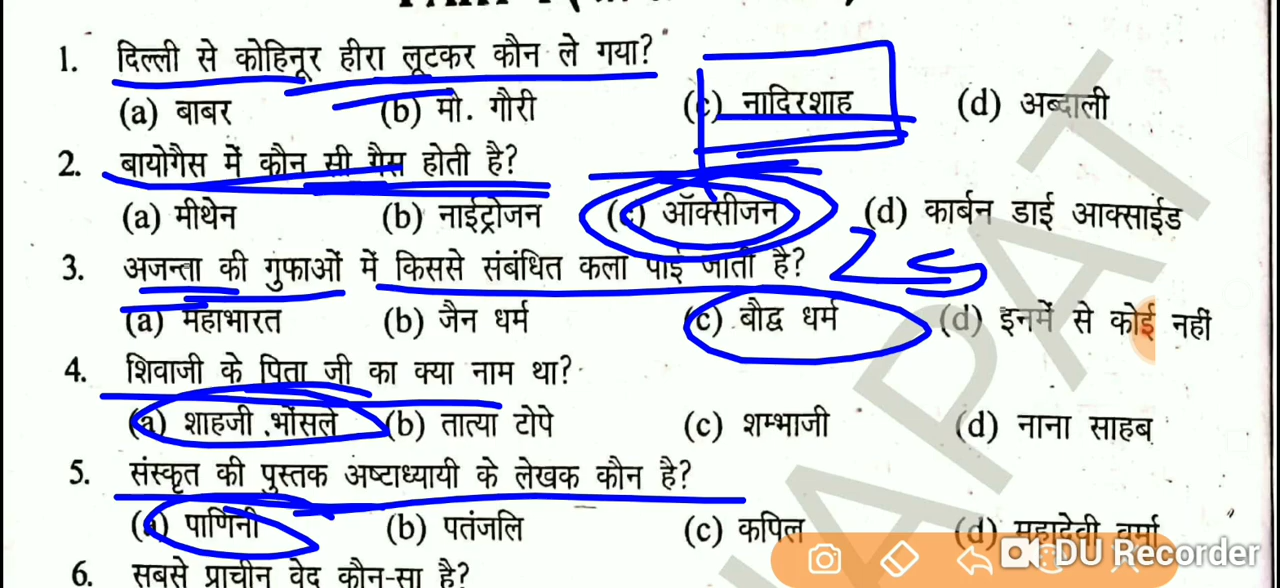 1. दिल्ली से कोहिनूर हीरा लूटकर कौन ले गया?
(a) बाबर (b) मो. गौरी (c) नादिरशाह (d) अब्दाली
2. बायोगैस में कौन सी गैस होती है?
(a) मीथेन (b) नाईट्रोजन (c) ऑक्सीजन (d) कार्बन डाई आक्साईड
3. अजन्ता की गुफाओं में किससे संबंधित कला पाई जाती है?
(a) महाभारत (b) जैन धर्म (c) बौद्व धर्म (d) इनमें से कोई नहीं
4. शिवाजी के पिता जी का क्या नाम था?
(a) शाहजी भोंसले (b) तात्या टोपे (c) शम्भाजी (d) नाना साहब
5. संस्कृत की पुस्तक अष्टाध्यायी के लेखक कौन है?
(a) पाणिनी (b) पतंजलि (c) कपिल (d) महादेवी वर्मा
DU Recorder
6. सबसे प्राचीन वेद कौन-सा है?